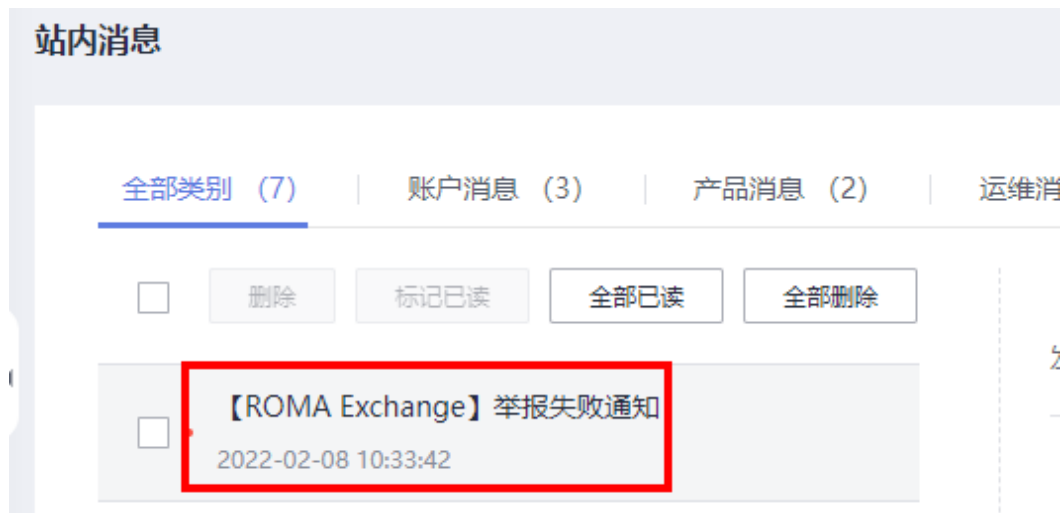 站内消息
全部类别 (7) 账户消息 (3) 产品消息 (2) 运维消
删除 标记已读 全部已读 全部删除
【ROMA Exchange】举报失败通知
2022-02-08 10:33:42